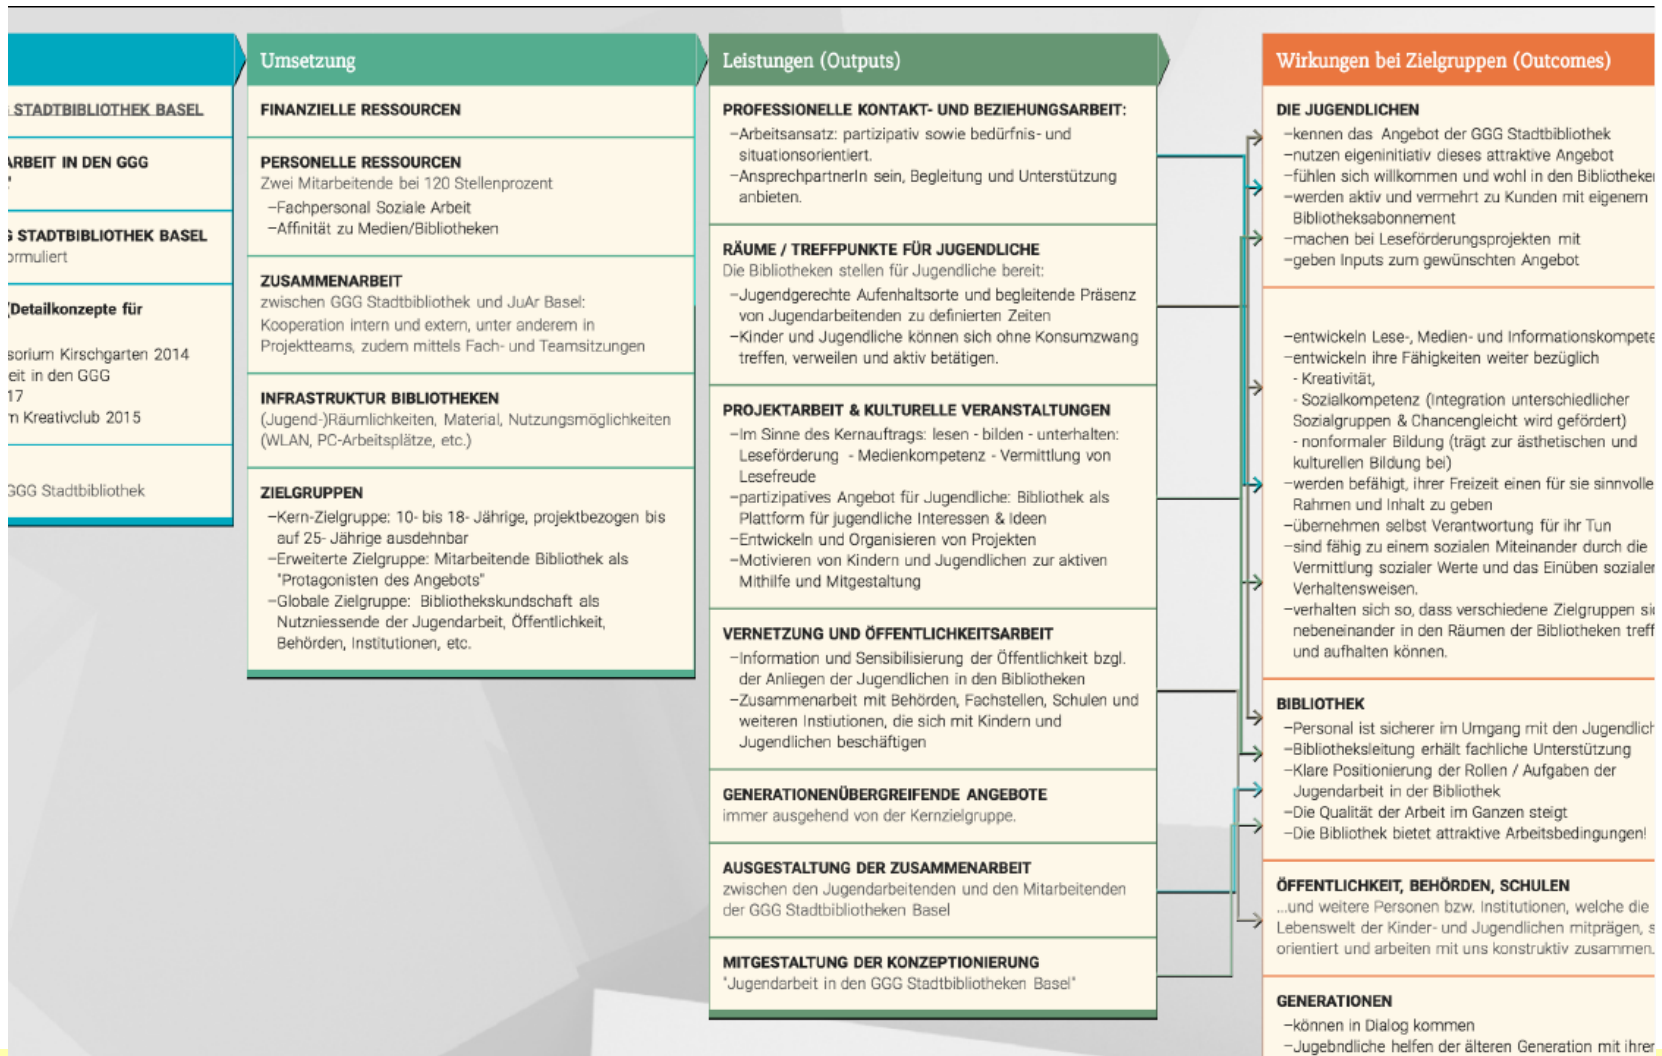 STADTBIBLIOTHEK BASEL
ARBEIT IN DEN GGG
STADTBIBLIOTHEK BASEL
ormuliert
(Detailkonzepte für
sorium Kirschgarten 2014
eit in den GGG
17
m Kreativclub 2015
GGG Stadtbibliothek
Umsetzung
FINANZIELLE RESSOURCEN
PERSONELLE RESSOURCEN
Zwei Mitarbeitende bei 120 Stellenprozent
–Fachpersonal Soziale Arbeit
–Affinität zu Medien/Bibliotheken
ZUSAMMENARBEIT
zwischen GGG Stadtbibliothek und JuAr Basel:
Kooperation intern und extern, unter anderem in
Projektteams, zudem mittels Fach- und Teamsitzungen
INFRASTRUKTUR BIBLIOTHEKEN
(Jugend-)Räumlichkeiten, Material, Nutzungsmöglichkeiten
(WLAN, PC-Arbeitsplätze, etc.)
ZIELGRUPPEN
–Kern-Zielgruppe: 10- bis 18- Jährige, projektbezogen bis
auf 25- Jährige ausdehnbar
–Erweiterte Zielgruppe: Mitarbeitende Bibliothek als
"Protagonisten des Angebots"
–Globale Zielgruppe: Bibliothekskundschaft als
Nutzniessende der Jugendarbeit, Öffentlichkeit,
Behörden, Institutionen, etc.
Leistungen (Outputs)
PROFESSIONELLE KONTAKT- UND BEZIEHUNGSARBEIT:
–Arbeitsansatz: partizipativ sowie bedürfnis- und
situationsorientiert.
–AnsprechpartnerIn sein, Begleitung und Unterstützung
anbieten.
RÄUME / TREFFPUNKTE FÜR JUGENDLICHE
Die Bibliotheken stellen für Jugendliche bereit:
–Jugendgerechte Aufenthaltsorte und begleitende Präsenz
von Jugendarbeitenden zu definierten Zeiten
–Kinder und Jugendliche können sich ohne Konsumzwang
treffen, verweilen und aktiv betätigen.
PROJEKTARBEIT & KULTURELLE VERANSTALTUNGEN
–Im Sinne des Kernauftrags: lesen - bilden - unterhalten:
Leseförderung - Medienkompetenz - Vermittlung von
Lesefreude
–partizipatives Angebot für Jugendliche: Bibliothek als
Plattform für jugendliche Interessen & Ideen
–Entwickeln und Organisieren von Projekten
–Motivieren von Kindern und Jugendlichen zur aktiven
Mithilfe und Mitgestaltung
VERNETZUNG UND ÖFFENTLICHKEITSARBEIT
–Information und Sensibilisierung der Öffentlichkeit bzgl.
der Anliegen der Jugendlichen in den Bibliotheken
–Zusammenarbeit mit Behörden, Fachstellen, Schulen und
weiteren Instiutionen, die sich mit Kindern und
Jugendlichen beschäftigen
GENERATIONENÜBERGREIFENDE ANGEBOTE
immer ausgehend von der Kernzielgruppe.
AUSGESTALTUNG DER ZUSAMMENARBEIT
zwischen den Jugendarbeitenden und den Mitarbeitenden
der GGG Stadtbibliotheken Basel
MITGESTALTUNG DER KONZEPTIONIERUNG
"Jugendarbeit in den GGG Stadtbibliotheken Basel"
Wirkungen bei Zielgruppen (Outcomes)
DIE JUGENDLICHEN
–kennen das Angebot der GGG Stadtbibliothek
–nutzen eigeninitiativ dieses attraktive Angebot
–fühlen sich willkommen und wohl in den Bibliotheke
–werden aktiv und vermehrt zu Kunden mit eigenem
Bibliotheksabonnement
–machen bei Leseförderungsprojekten mit
–geben Inputs zum gewünschten Angebot
–entwickeln Lese-, Medien- und Informationskompete
–entwickeln ihre Fähigkeiten weiter bezüglich
- Kreativität,
- Sozialkompetenz (Integration unterschiedlicher
Sozialgruppen & Chancengleicht wird gefördert)
- nonformaler Bildung (trägt zur ästhetischen und
kulturellen Bildung bei)
–werden befähigt, ihrer Freizeit einen für sie sinnvolle
Rahmen und Inhalt zu geben
–übernehmen selbst Verantwortung für ihr Tun
–sind fähig zu einem sozialen Miteinander durch die
Vermittlung sozialer Werte und das Einüben sozialer
Verhaltensweisen.
–verhalten sich so, dass verschiedene Zielgruppen si
nebeneinander in den Räumen der Bibliotheken treff
und aufhalten können.
BIBLIOTHEK
–Personal ist sicherer im Umgang mit den Jugendlich
–Bibliotheksleitung erhält fachliche Unterstützung
–Klare Positionierung der Rollen / Aufgaben der
Jugendarbeit in der Bibliothek
–Die Qualität der Arbeit im Ganzen steigt
–Die Bibliothek bietet attraktive Arbeitsbedingungen!
ÖFFENTLICHKEIT, BEHÖRDEN, SCHULEN
...und weitere Personen bzw. Institutionen, welche die
Lebenswelt der Kinder- und Jugendlichen mitprägen, s
orientiert und arbeiten mit uns konstruktiv zusammen.
GENERATIONEN
–können in Dialog kommen
–Jugebndliche helfen der älteren Generation mit ihrer